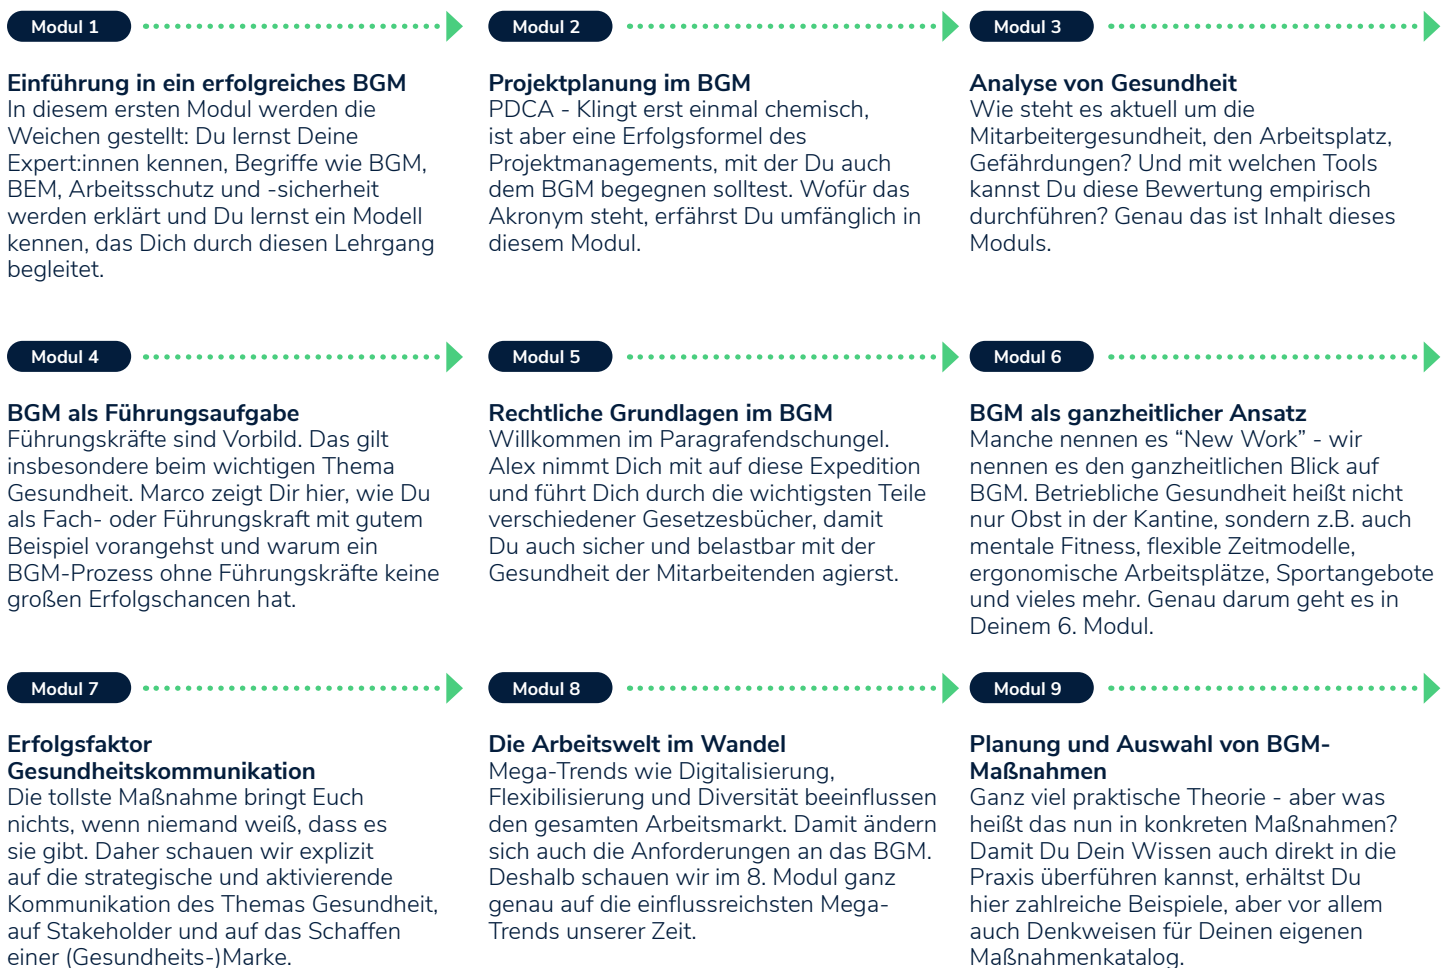 Modul 1
Einführung in ein erfolgreiches BGM
In diesem ersten Modul werden die
Weichen gestellt: Du lernst Deine
Expert:innen kennen, Begriffe wie BGM,
BEM, Arbeitsschutz und -sicherheit
werden erklärt und Du lernst ein Modell
kennen, das Dich durch diesen Lehrgang
begleitet.
Modul 2
Projektplanung im BGM
PDCA - Klingt erst einmal chemisch,
ist aber eine Erfolgsformel des
Projektmanagements, mit der Du auch
dem BGM begegnen solltest. Wofür das
Akronym steht, erfährst Du umfänglich in
diesem Modul.
Modul 3
Analyse von Gesundheit
Wie steht es aktuell um die
Mitarbeitergesundheit, den Arbeitsplatz,
Gefährdungen? Und mit welchen Tools
kannst Du diese Bewertung empirisch
durchführen? Genau das ist Inhalt dieses
Moduls.
Modul 4
BGM als Führungsaufgabe
Führungskräfte sind Vorbild. Das gilt
insbesondere beim wichtigen Thema
Gesundheit. Marco zeigt Dir hier, wie Du
als Fach- oder Führungskraft mit gutem
Beispiel vorangehst und warum ein
BGM-Prozess ohne Führungskräfte keine
großen Erfolgschancen hat.
Modul 5
Rechtliche Grundlagen im BGM
Willkommen im Paragrafendschungel.
Alex nimmt Dich mit auf diese Expedition
und führt Dich durch die wichtigsten Teile
verschiedener Gesetzesbücher, damit
Du auch sicher und belastbar mit der
Gesundheit der Mitarbeitenden agierst.
Modul 6
BGM als ganzheitlicher Ansatz
Manche nennen es “New Work” - wir
nennen es den ganzheitlichen Blick auf
BGM. Betriebliche Gesundheit heißt nicht
nur Obst in der Kantine, sondern z.B. auch
mentale Fitness, flexible Zeitmodelle,
ergonomische Arbeitsplätze, Sportangebote
und vieles mehr. Genau darum geht es in
Deinem 6. Modul.
Modul 7
Erfolgsfaktor
Gesundheitskommunikation
Die tollste Maßnahme bringt Euch
nichts, wenn niemand weiß, dass es
sie gibt. Daher schauen wir explizit
auf die strategische und aktivierende
Kommunikation des Themas Gesundheit,
auf Stakeholder und auf das Schaffen
einer (Gesundheits-)Marke.
Modul 8
Die Arbeitswelt im Wandel
Mega-Trends wie Digitalisierung,
Flexibilisierung und Diversität beeinflussen
den gesamten Arbeitsmarkt. Damit ändern
sich auch die Anforderungen an das BGM.
Deshalb schauen wir im 8. Modul ganz
genau auf die einflussreichsten Mega-
Trends unserer Zeit.
Modul 9
Planung und Auswahl von BGM-
Maßnahmen
Ganz viel praktische Theorie - aber was
heißt das nun in konkreten Maßnahmen?
Damit Du Dein Wissen auch direkt in die
Praxis überführen kannst, erhältst Du
hier zahlreiche Beispiele, aber vor allem
auch Denkweisen für Deinen eigenen
Maßnahmenkatalog.